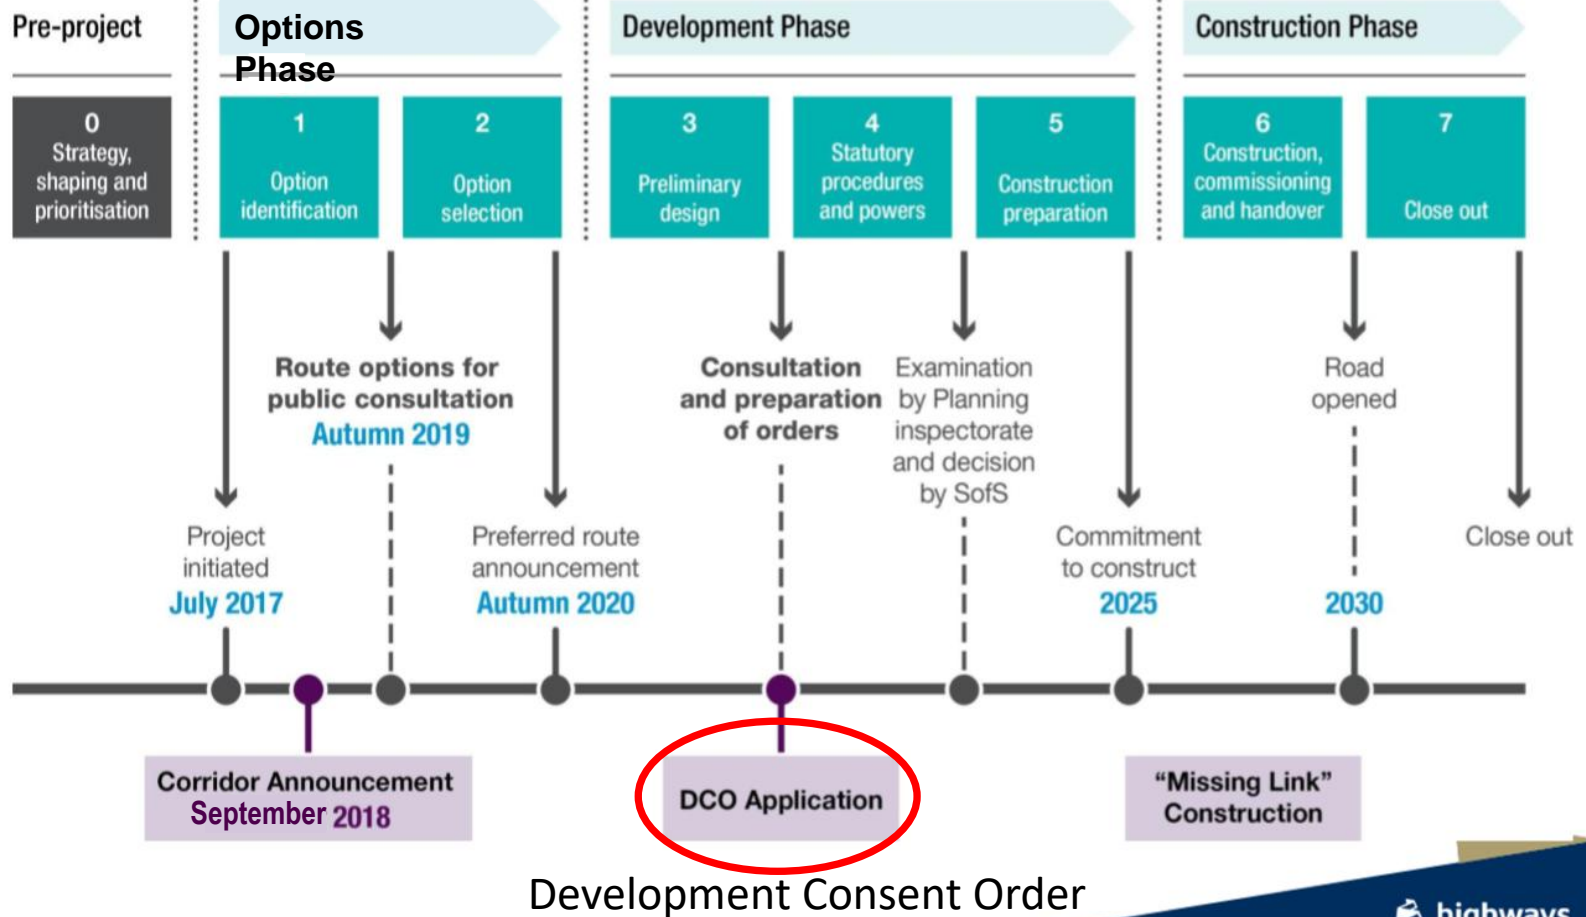 Pre-project
Options
Phase
Development Phase
Construction Phase
0
Strategy,
shaping and
prioritisation
1
Option
identification
2
Option
selection
3
Preliminary
design
4
Statutory
procedures
and powers
5
Construction
preparation
6
Construction,
commissioning
and handover
7
Close out
Project
initiated
July 2017
Route options for
public consultation
Autumn 2019
Preferred route
announcement
Autumn 2020
Consultation
and preparation
of orders
Examination
by Planning
inspectorate
and decision
by SofS
Commitment
to construct
2025
Road
opened
2030
Close out
Corridor Announcement
September 2018
DCO Application
“Missing Link”
Construction
Development Consent Order
highways